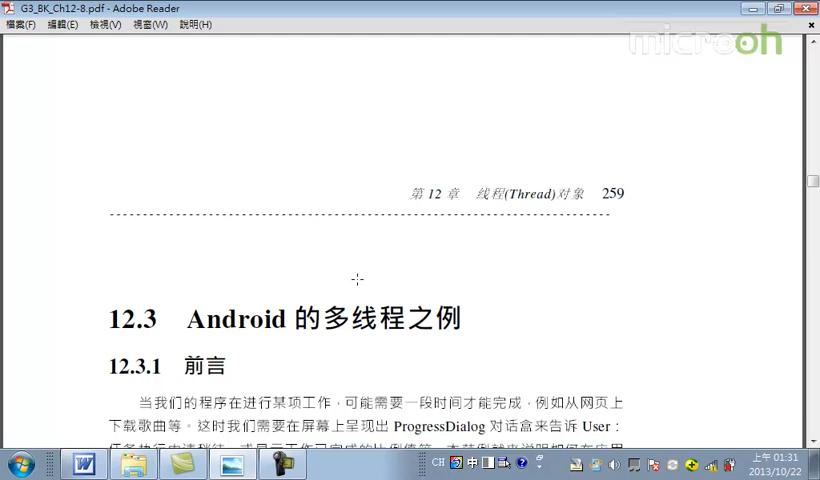 G3_BK_Ch12-8.pdf - Adobe Reader
檔案(F) 編輯(E) 檢視(V) 視窗(W) 說明(H)
microoh
第 12 章 线程(Thread)对象 259
12.3 Android 的多线程之例
12.3.1 前言
当我们的程序在进行某项工作，可能需要一段时间才能完成，例如从网页上
下载歌曲等。这时我们需要在屏幕上呈现出 ProgressDialog 对话盒来告诉 User：
CH 中
上午 01:31
2013/10/22